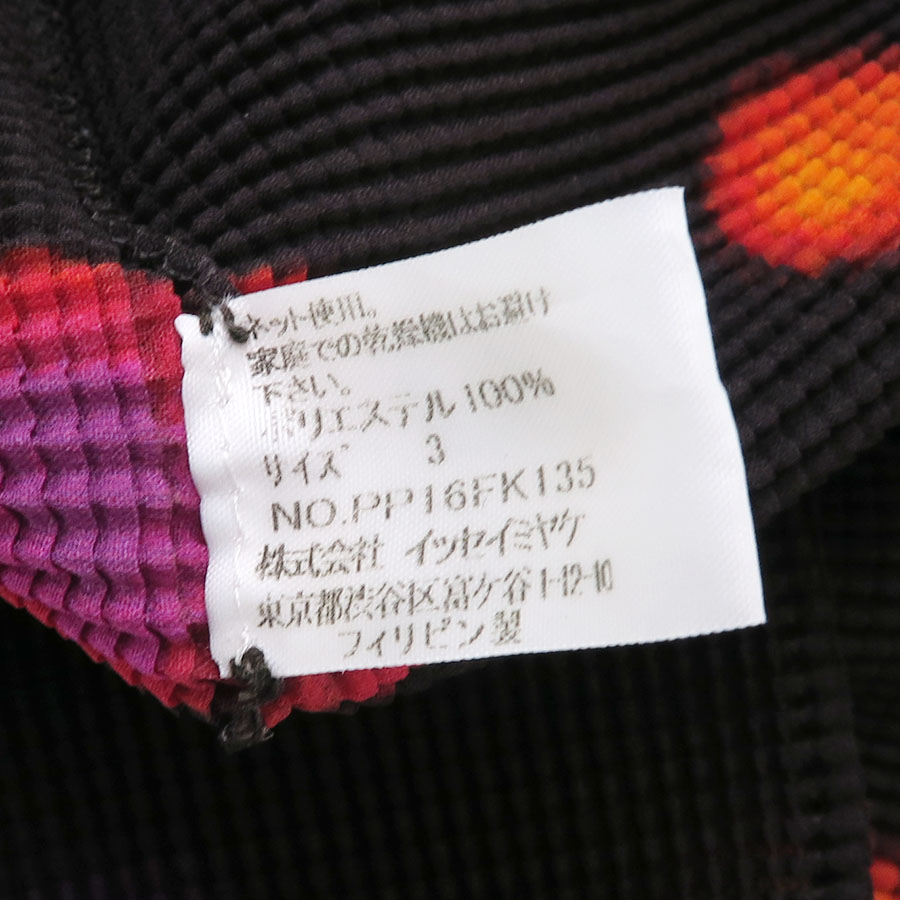 ネット使用。
家庭での乾燥機はお避け
下さい。
ポリエステル100%
サイズ 3
NO.PP16FK135
株式会社 イッセイミヤケ
東京都渋谷区富ケ谷1-12-10
フィリピン製